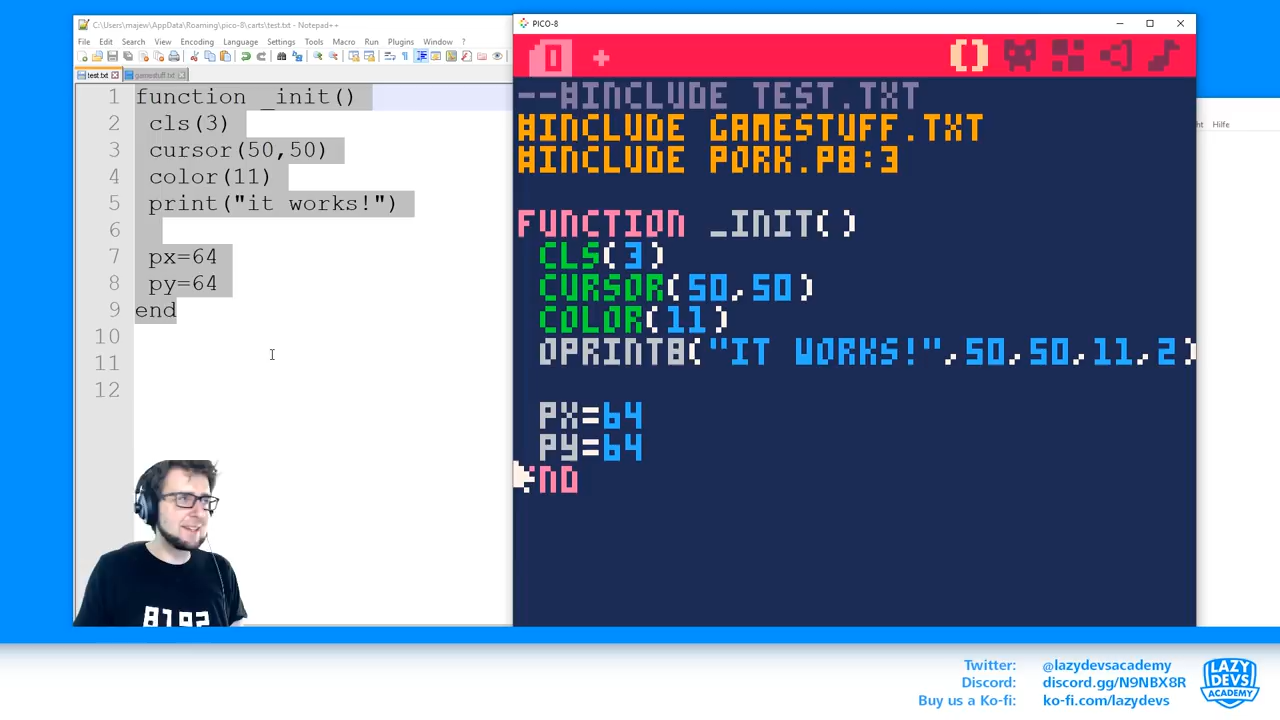 C:\Users\majew\AppData\Roaming\pico-8\carts\test.txt - Notepad++
File Edit Search View Encoding Language Settings Tools Macro Run Plugins Window ?
test.txt
gamestuff.txt
1 function _init()
2 cls(3)
3 cursor(50,50)
4 color(11)
5 print("it works!")
6
7 px=64
8 py=64
9 end
10
11
12
PICO-8
0 +
--#INCLUDE TEST.TXT
#INCLUDE GAMESTUFF.TXT
#INCLUDE PORK.P8:3
FUNCTION _INIT()
CLS(3)
CURSOR(50,50)
COLOR(11)
OPRINT8("IT WORKS!",50,50,11,2)
PX=64
PY=64
END
Hilfe
8192
Twitter: @lazydevsacademy
Discord: discord.gg/N9NBX8R
Buy us a Ko-fi: ko-fi.com/lazydevs
LAZY
DEVS
ACADEMY